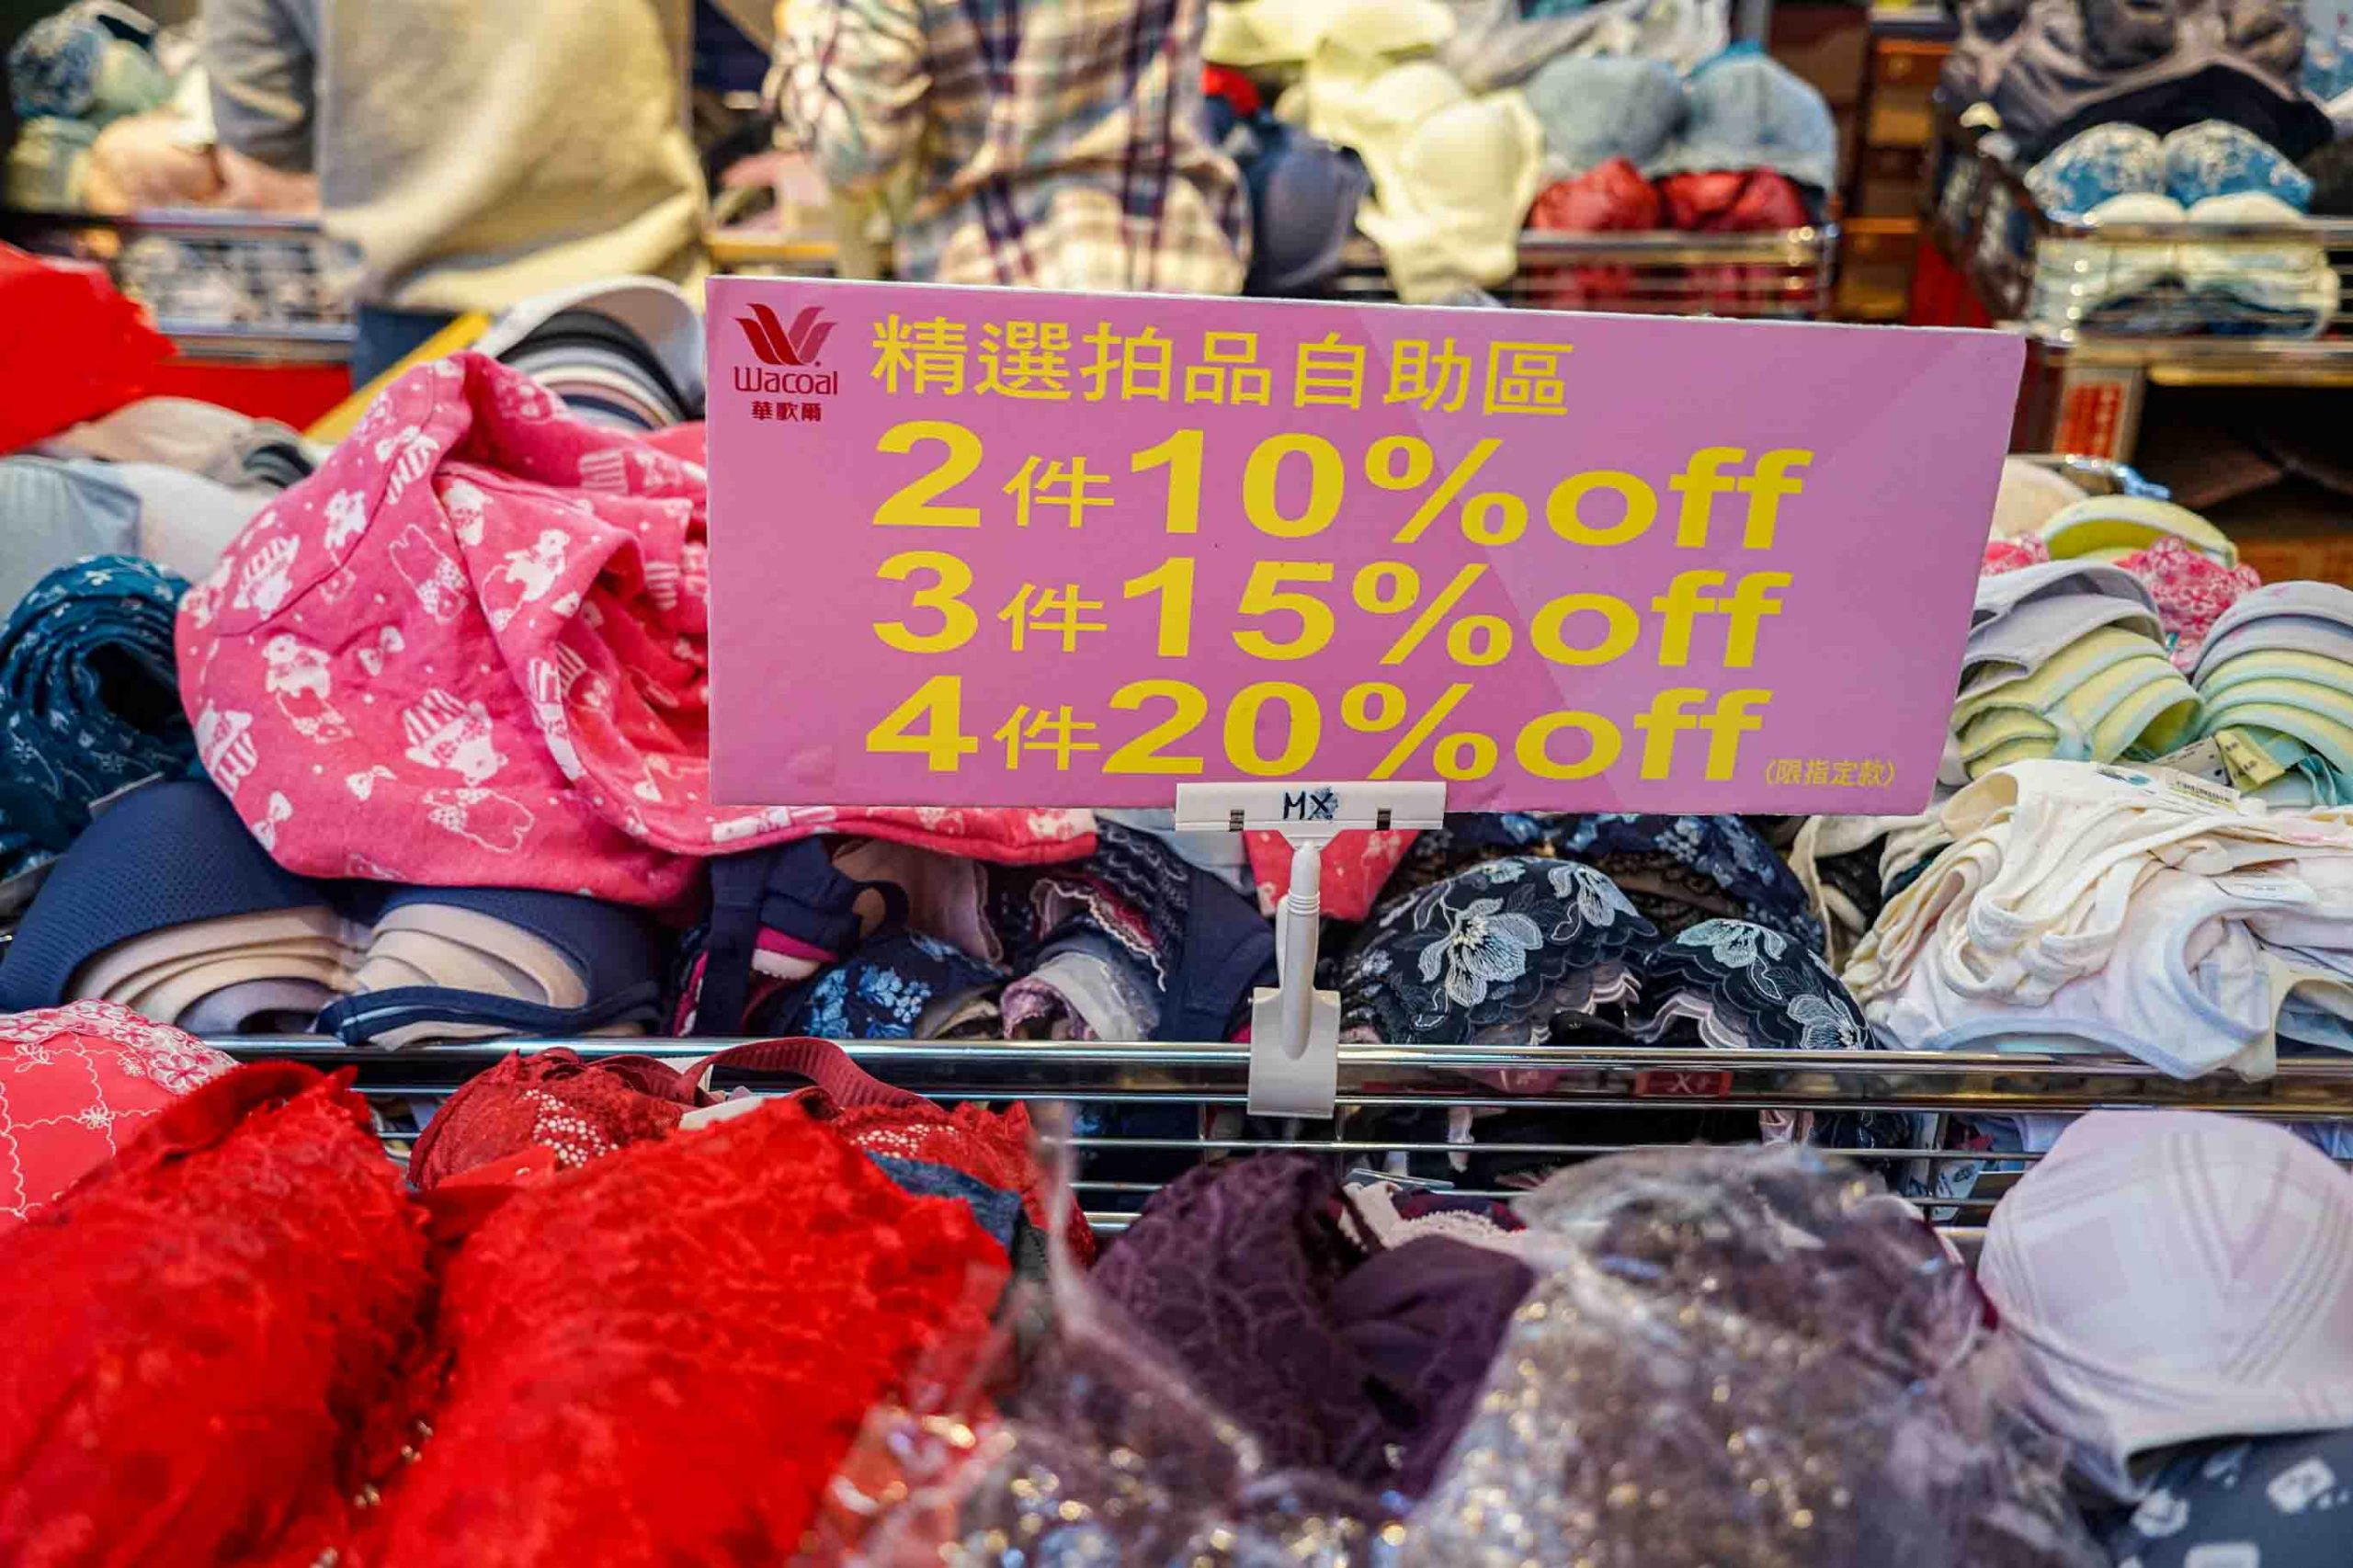 Wacoal
華歌爾
精選拍品自助區
2件10%off
3件15%off
4件20%off
(限指定款)
MX